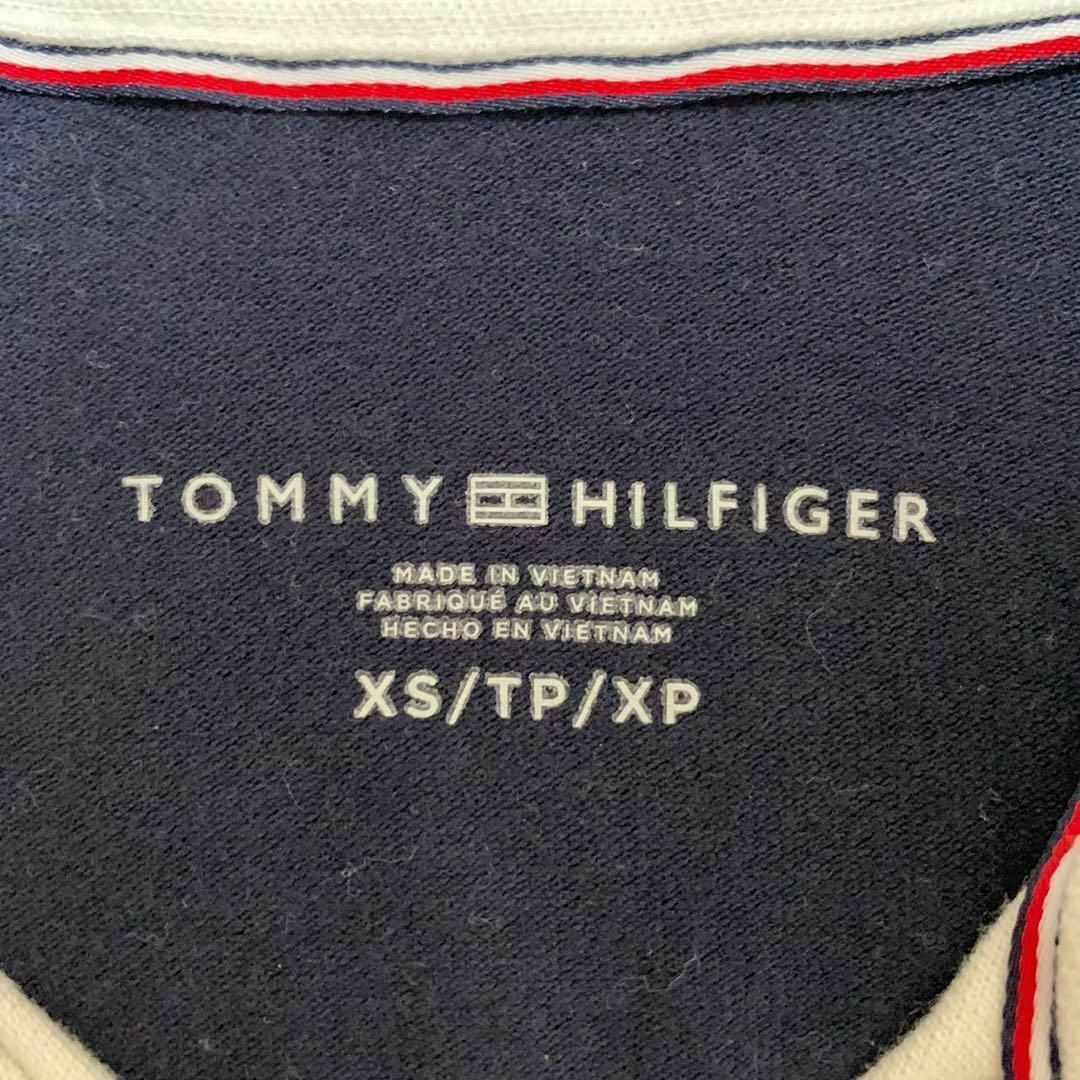 TOMMY HILFIGER
MADE IN VIETNAM
FABRIQUÉ AU VIETNAM
HECHO EN VIETNAM
XS/TP/XP